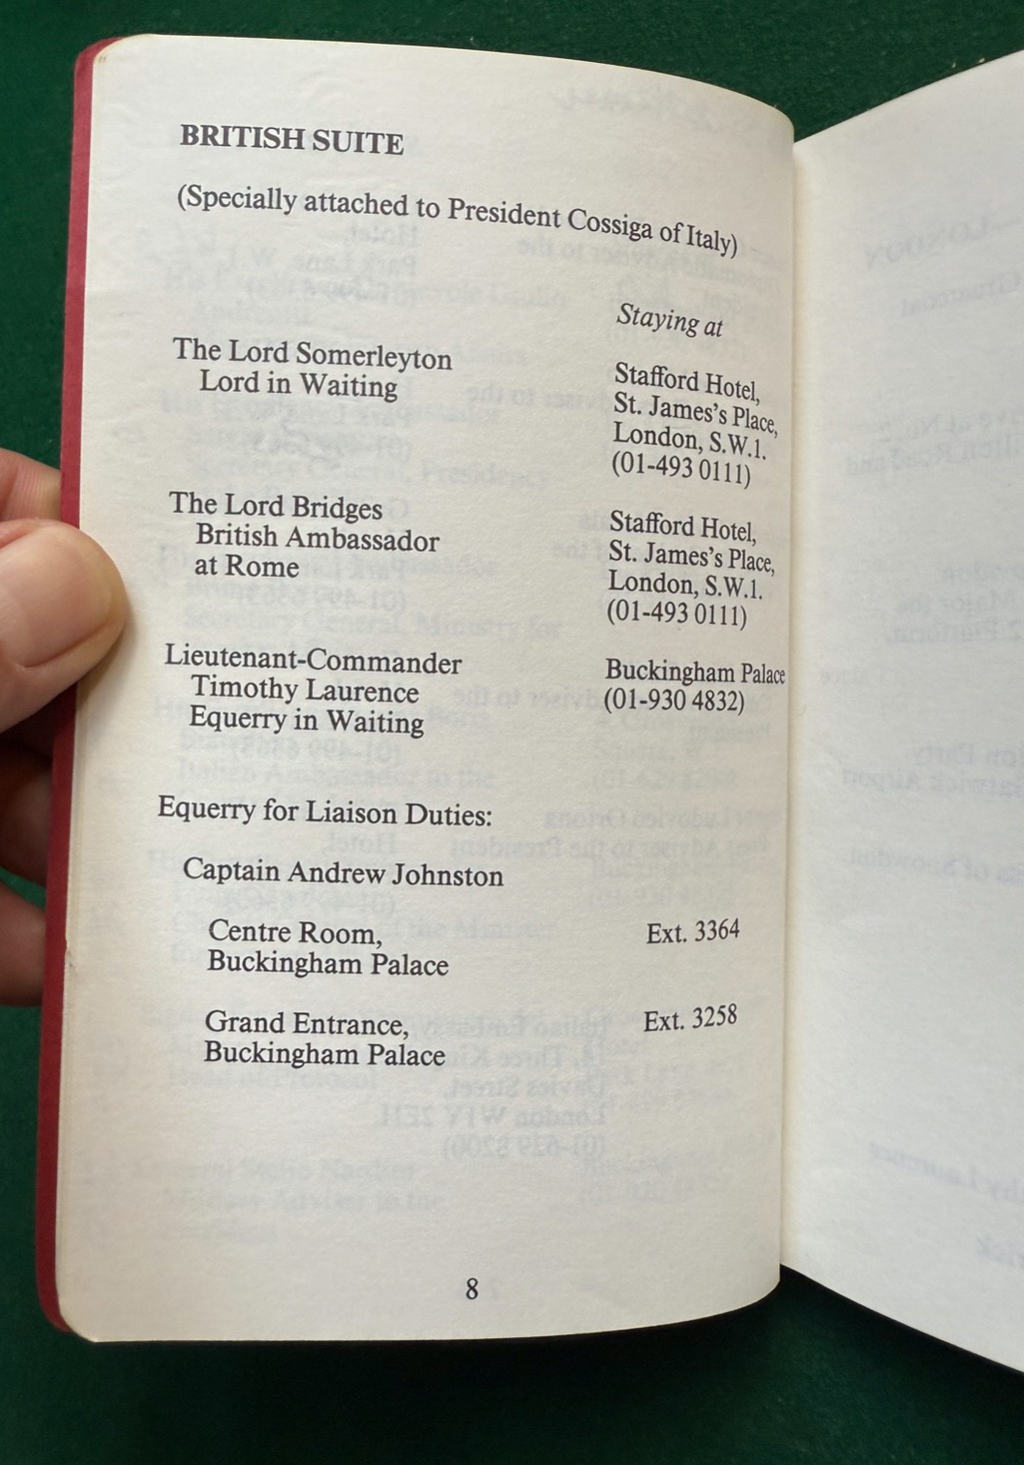 BRITISH SUITE
(Specially attached to President Cossiga of Italy)
Staying at
The Lord Somerleyton
Lord in Waiting
Stafford Hotel,
St. James's Place,
London, S.W.1.
(01-493 0111)
The Lord Bridges
British Ambassador
at Rome
Stafford Hotel,
St. James's Place,
London, S.W.1.
(01-493 0111)
Lieutenant-Commander
Timothy Laurence
Equerry in Waiting
Buckingham Palace
(01-930 4832)
Equerry for Liaison Duties:
Captain Andrew Johnston
Centre Room,
Buckingham Palace
Ext. 3364
Grand Entrance,
Buckingham Palace
Ext. 3258
8